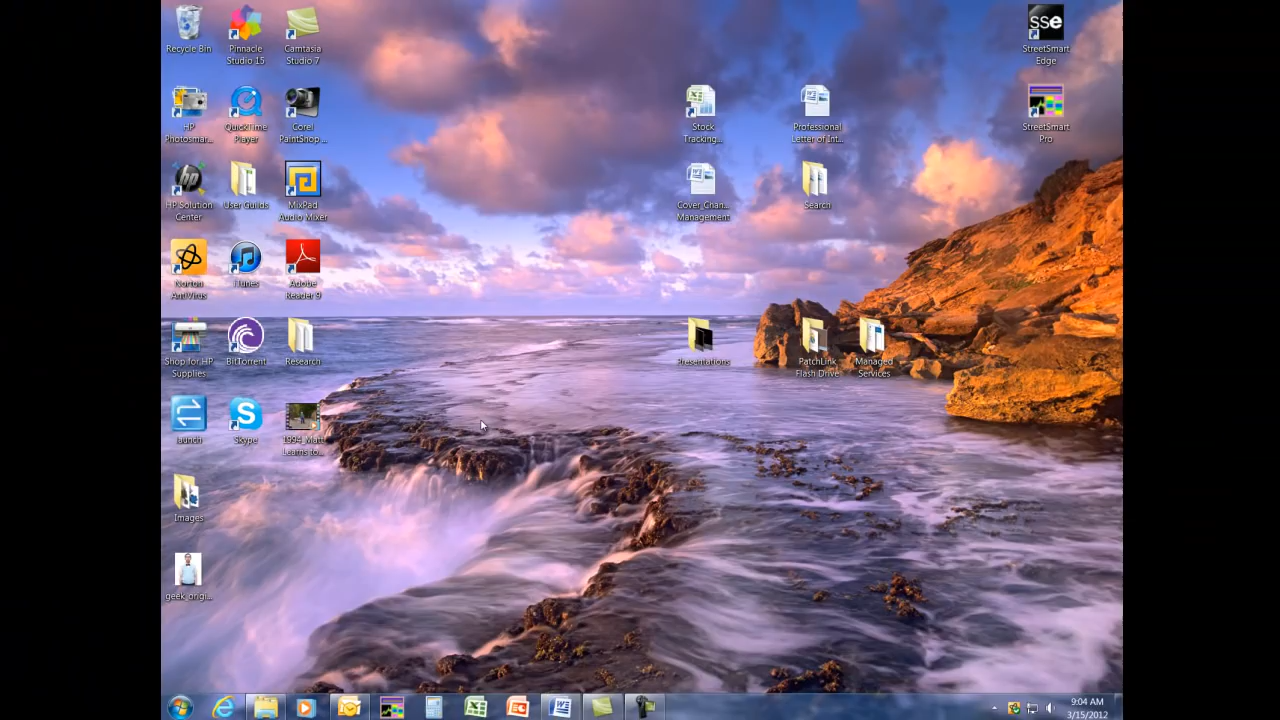 Recycle Bin
Pinnacle
Studio 15
Camtasia
Studio 7
sse
StreetSmart
Edge
HP
Photosmar...
QuickTime
Player
Corel
PaintShop ...
Stock
Tracking...
Professional
Letter of Int...
StreetSmart
Pro
HP Solution
Center
User Guilds
MixPad
Audio Mixer
Cover_Chan...
Management
Search
Norton
AntiVirus
iTunes
Adobe
Reader 9
Shop for HP
Supplies
BitTorrent
Research
Presentations
PatchLink
Flash Drive
Managed
Services
launch
Skype
1994_Matt
Learns to...
Images
geek_origi...
9:04 AM
3/15/2012